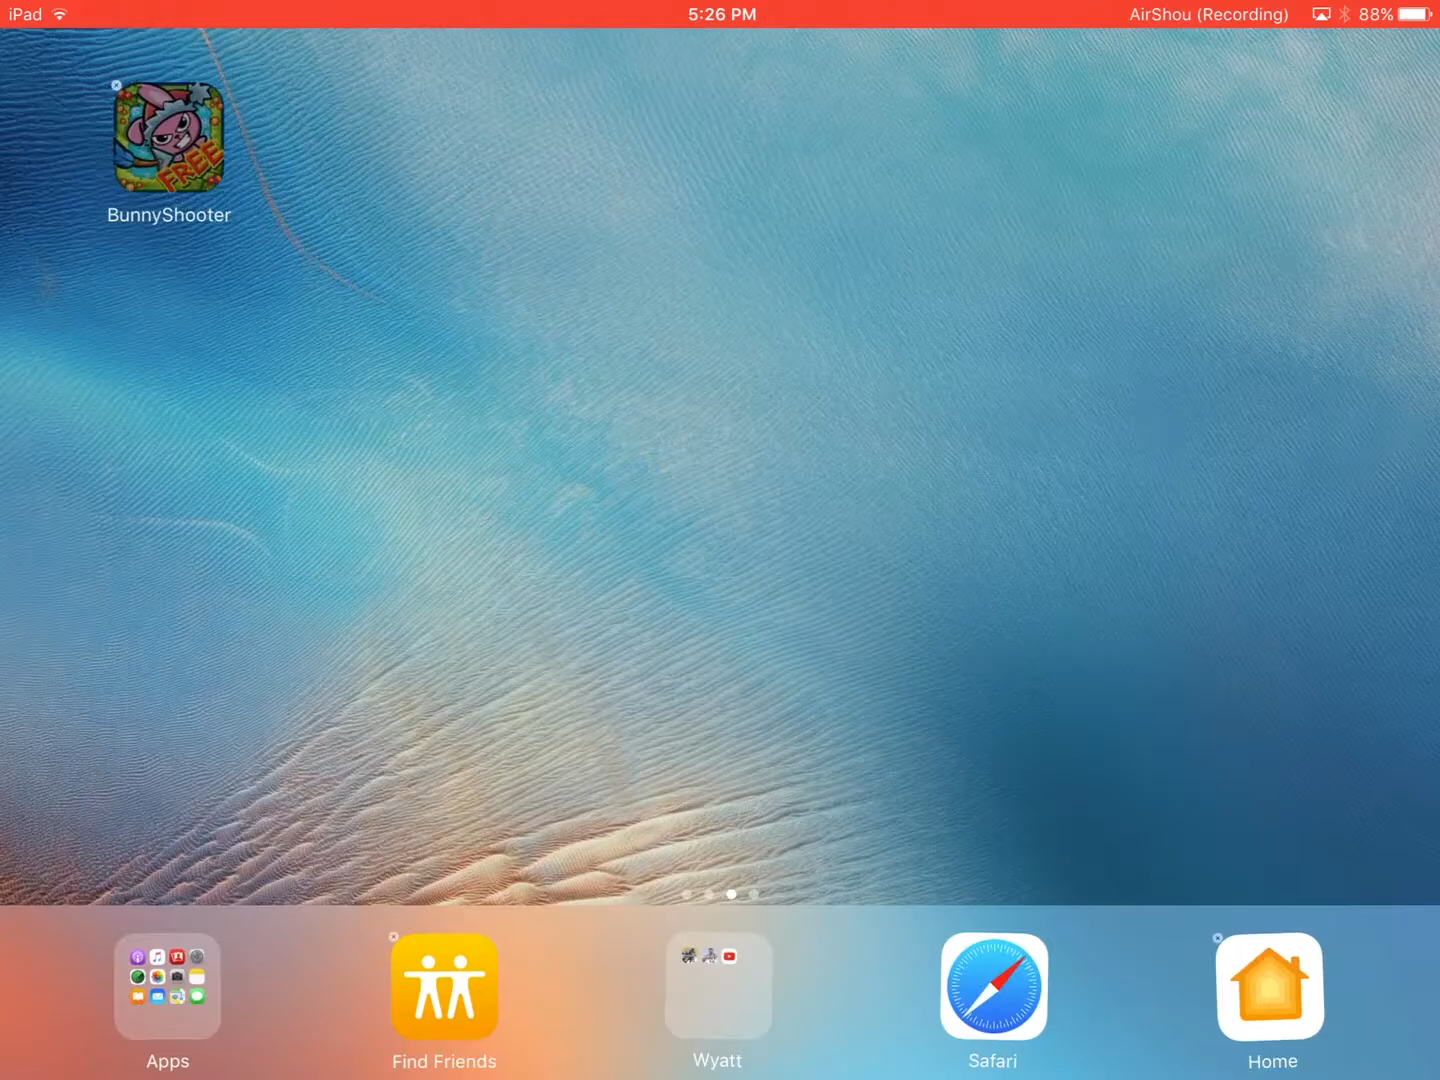 iPad
5:26 PM
AirShou (Recording)
88%
FREE
BunnyShooter
Apps
Find Friends
Wyatt
Safari
Home